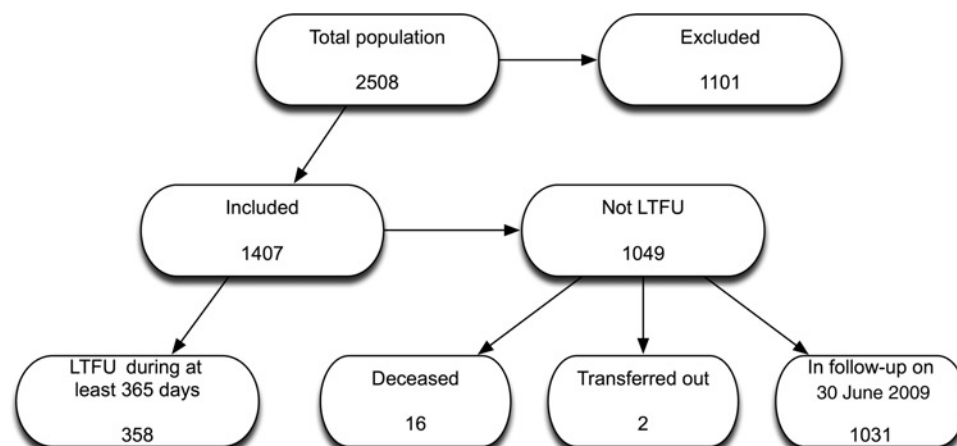 Total population
2508
Excluded
1101
Included
1407
Not LTFU
1049
LTFU during at
least 365 days
358
Deceased
16
Transferred out
2
In follow-up on
30 June 2009
1031